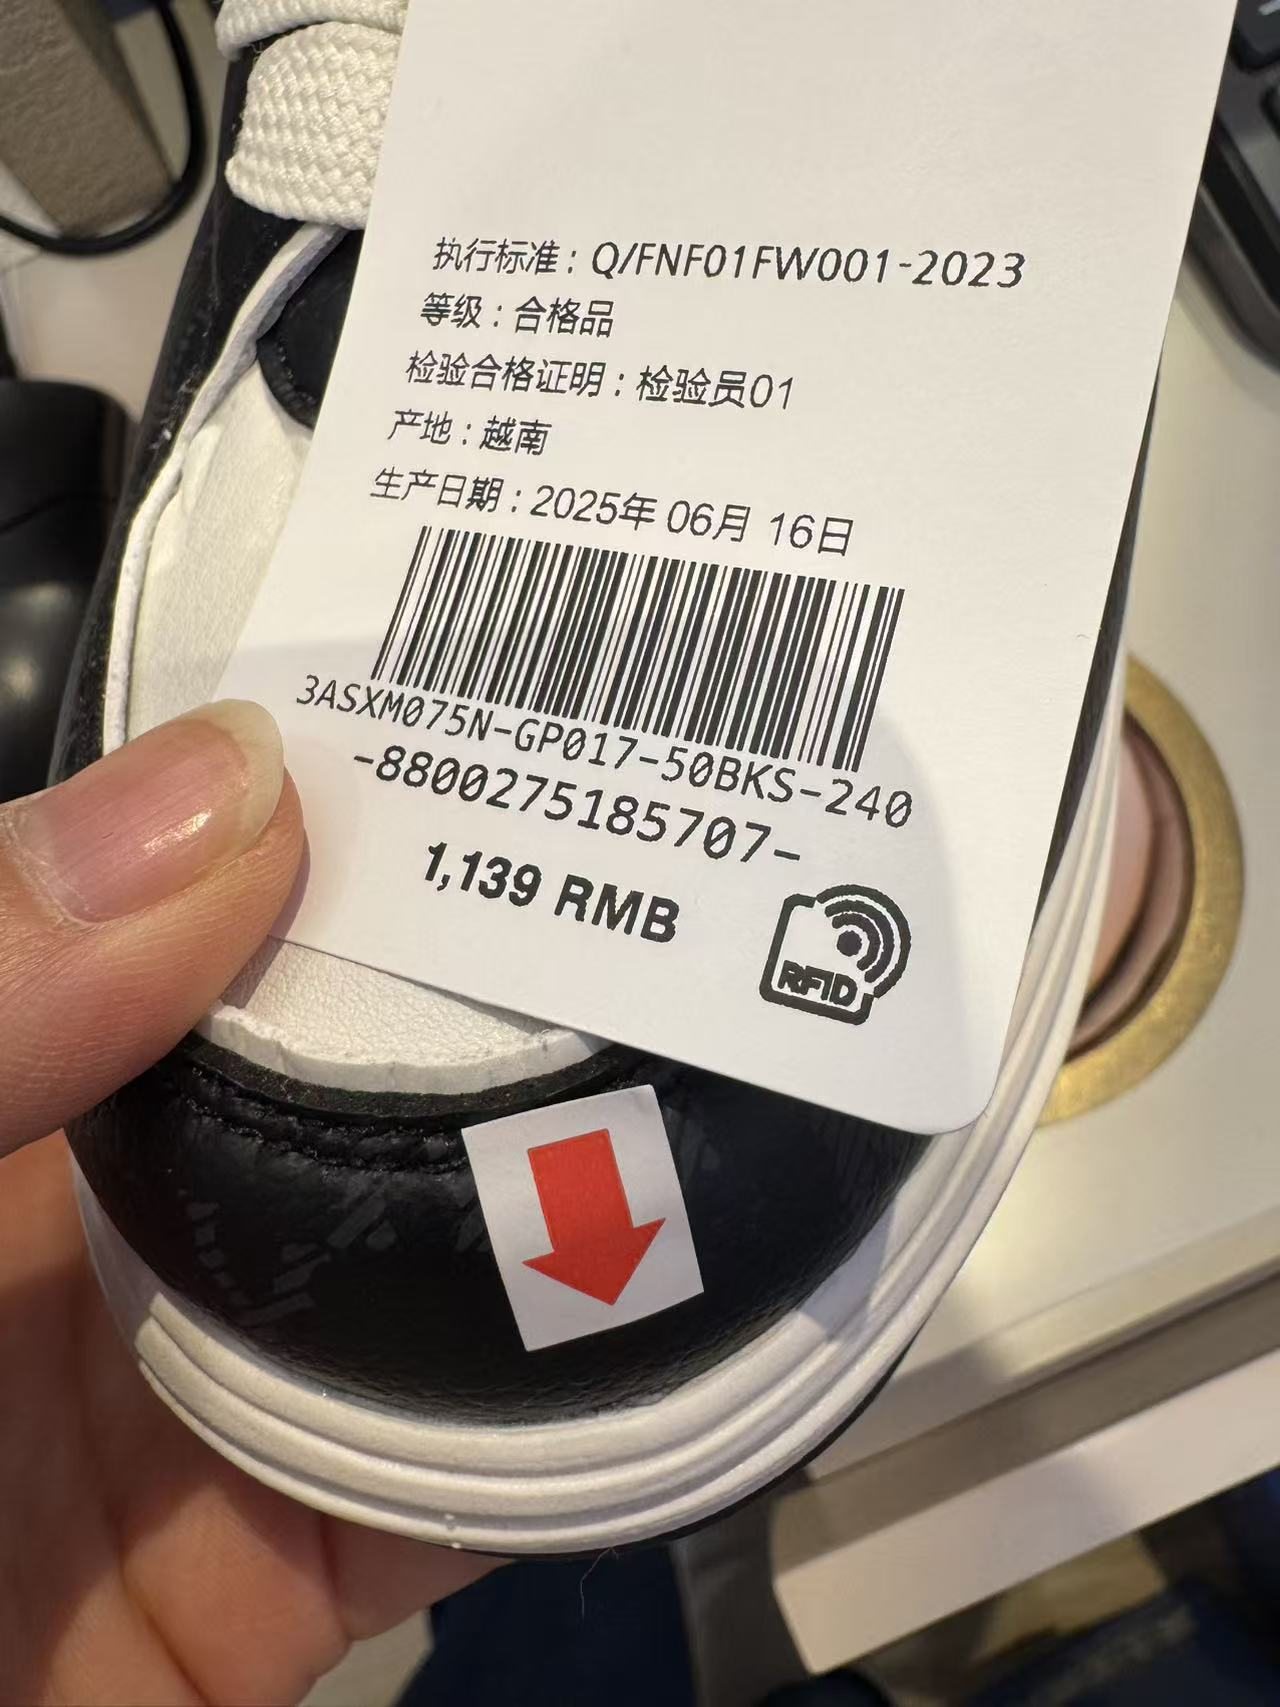 执行标准：Q/FNF01FW001-2023
等级：合格品
检验合格证明：检验员01
产地：越南
生产日期：2025年 06月 16日
3ASXM075N-GP017-50BKS-240
-8800275185707-
1,139 RMB
RFID